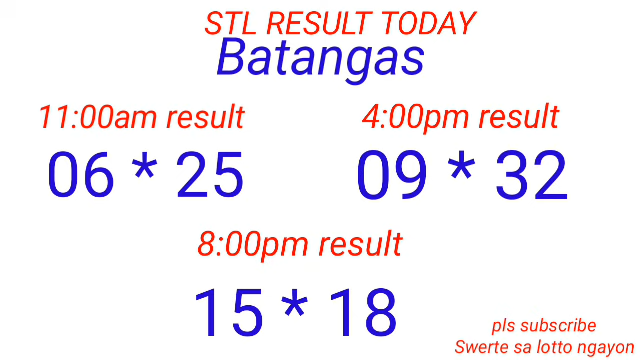 STL RESULT TODAY
Batangas
11:00am result
06 * 25
4:00pm result
09 * 32
8:00pm result
15 * 18
pls subscribe
Swerte sa lotto ngayon